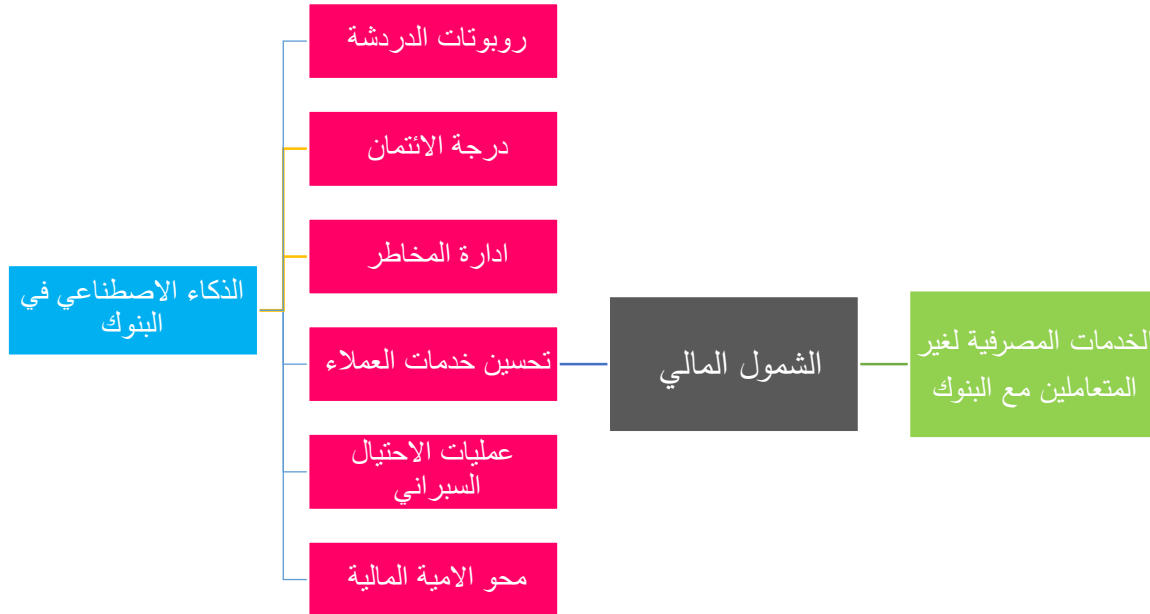 روبوتات الدردشة
درجة الائتمان
ادارة المخاطر
الذكاء الاصطناعي في
البنوك
تحسين خدمات العملاء
الشمول المالي
الخدمات المصرفية لغير
المتعاملين مع البنوك
عمليات الاحتيال
السبراني
محو الامية المالية